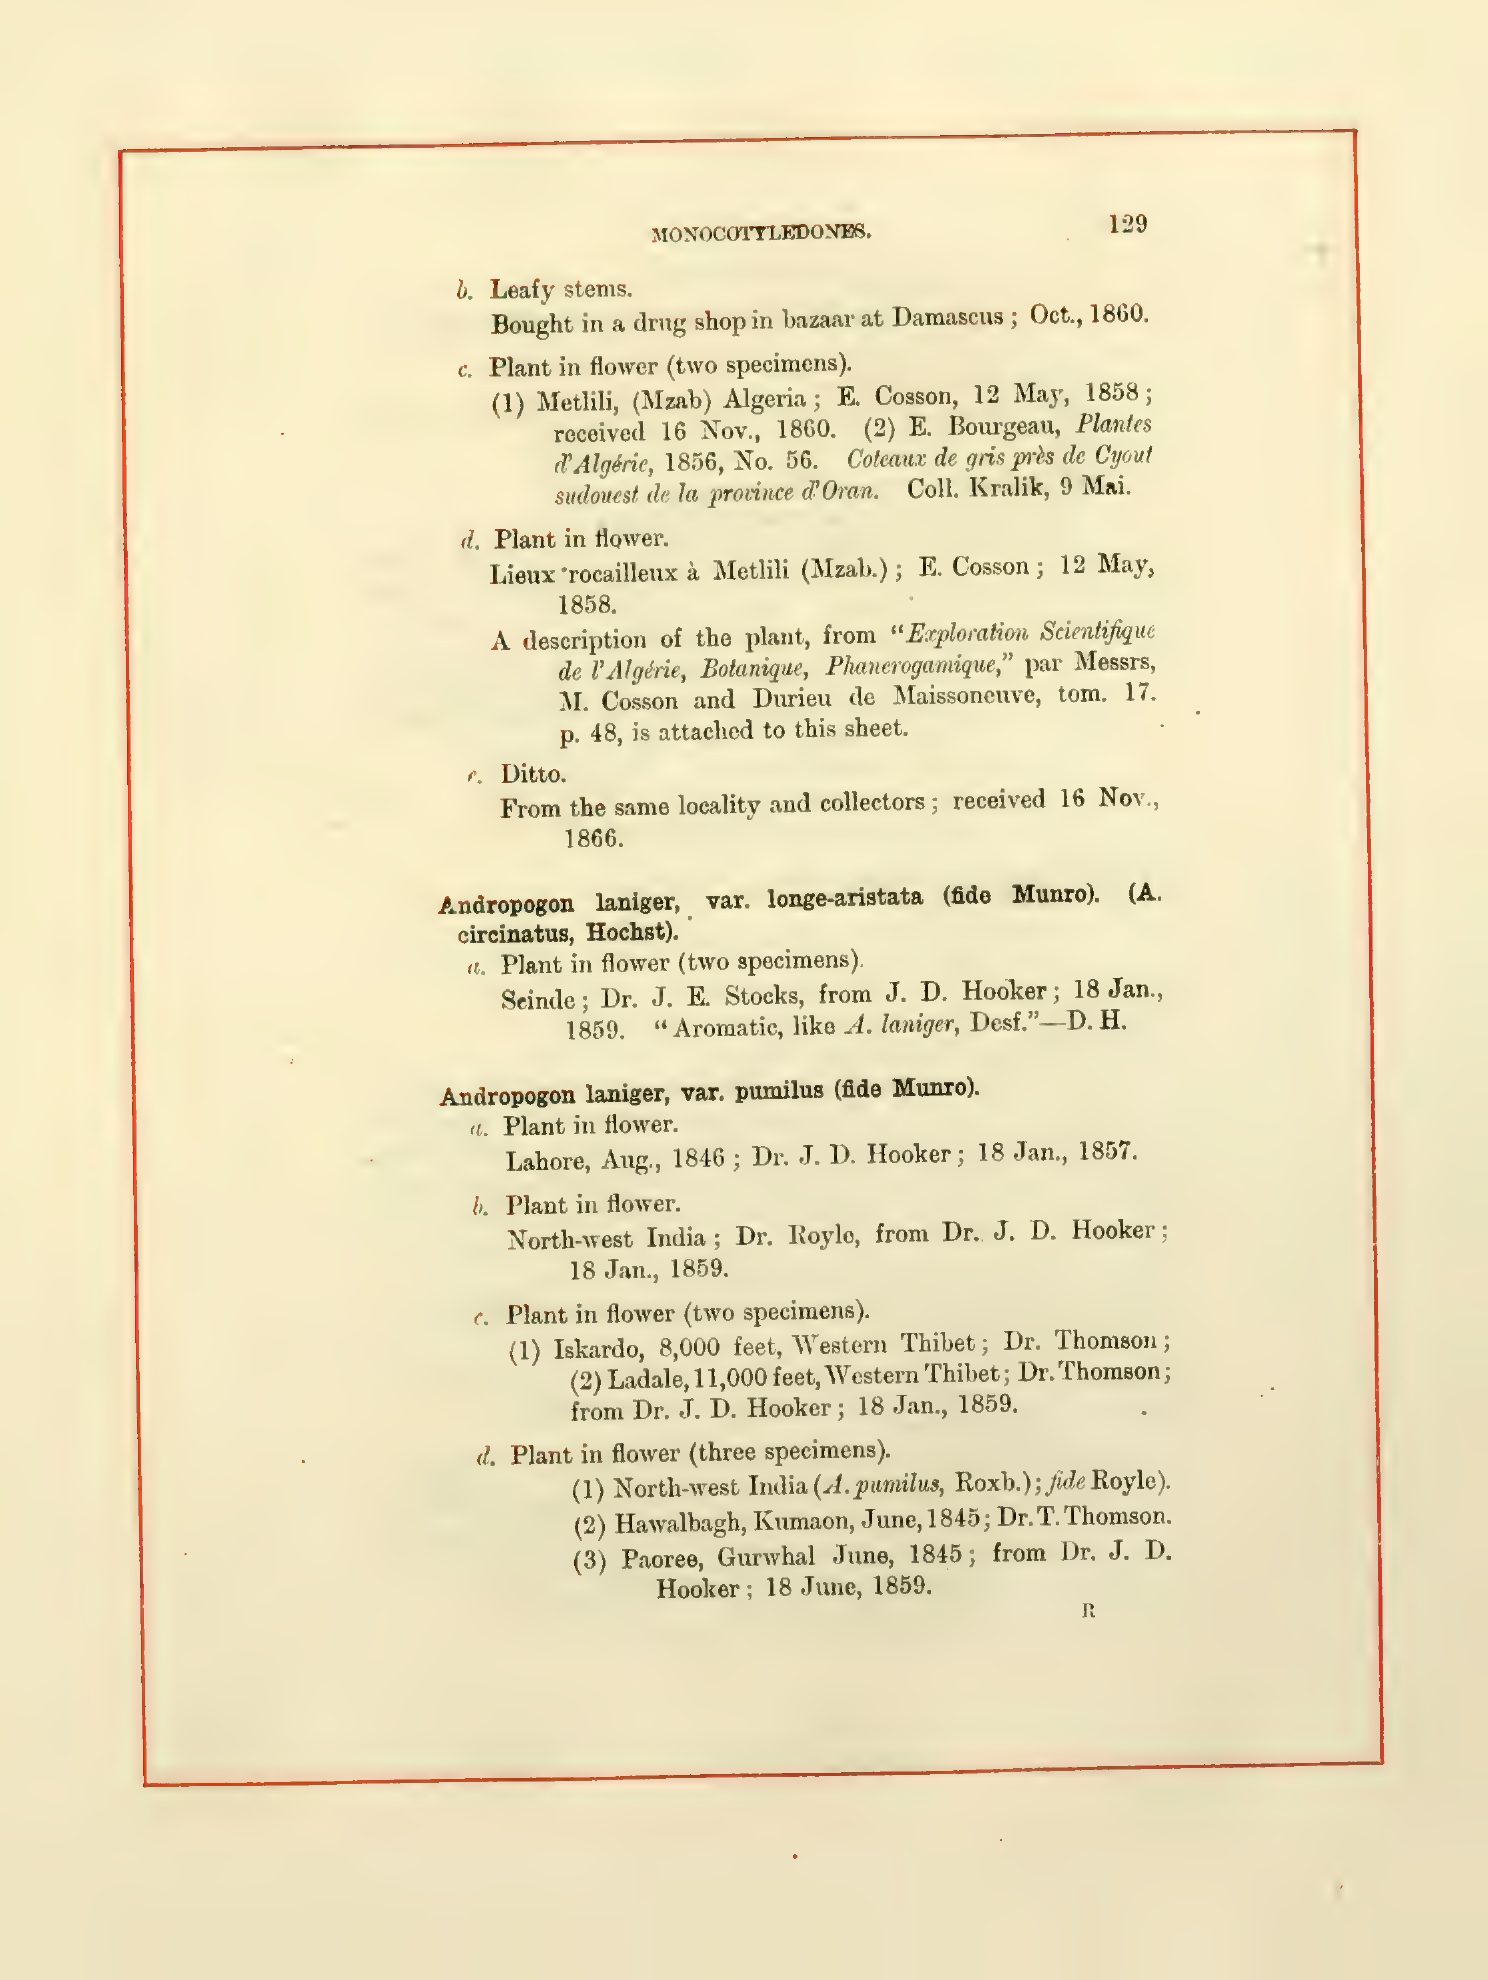 MONOCOTYLEDONES. 129
b. Leafy stems.
Bought in a drug shop in bazaar at Damascus ; Oct., 1860.
c. Plant in flower (two specimens).
(1) Metlili, (Mzab) Algeria ; E. Cosson, 12 May, 1858 ;
received 16 Nov., 1860. (2) E. Bourgeau, Plantes
d'Algérie, 1856, No. 56. Coteaux de gris près de Cyout
sudouest de la province d'Oran. Coll. Kralik, 9 Mai.
d. Plant in flower.
Lieux rocailleux à Metlili (Mzab.) ; E. Cosson ; 12 May,
1858.
A description of the plant, from “Exploration Scientifique
de l'Algérie, Botanique, Phanerogamique,” par Messrs,
M. Cosson and Durieu de Maissoneuve, tom. 17.
p. 48, is attached to this sheet.
e. Ditto.
From the same locality and collectors ; received 16 Nov.,
1866.
Andropogon laniger, var. longe-aristata (fide Munro). (A.
circinatus, Hochst).
a. Plant in flower (two specimens).
Scinde ; Dr. J. E. Stocks, from J. D. Hooker ; 18 Jan.,
1859. “ Aromatic, like A. laniger, Desf.”—D. H.
Andropogon laniger, var. pumilus (fide Munro).
a. Plant in flower.
Lahore, Aug., 1846 ; Dr. J. D. Hooker ; 18 Jan., 1857.
b. Plant in flower.
North-west India ; Dr. Royle, from Dr. J. D. Hooker ;
18 Jan., 1859.
c. Plant in flower (two specimens).
(1) Iskardo, 8,000 feet, Western Thibet ; Dr. Thomson ;
(2) Ladale, 11,000 feet, Western Thibet ; Dr. Thomson ;
from Dr. J. D. Hooker ; 18 Jan., 1859.
d. Plant in flower (three specimens).
(1) North-west India (A. pumilus, Roxb.) ; fide Royle).
(2) Hawalbagh, Kumaon, June, 1845 ; Dr. T. Thomson.
(3) Paoree, Gurwhal June, 1845 ; from Dr. J. D.
Hooker ; 18 June, 1859.
R